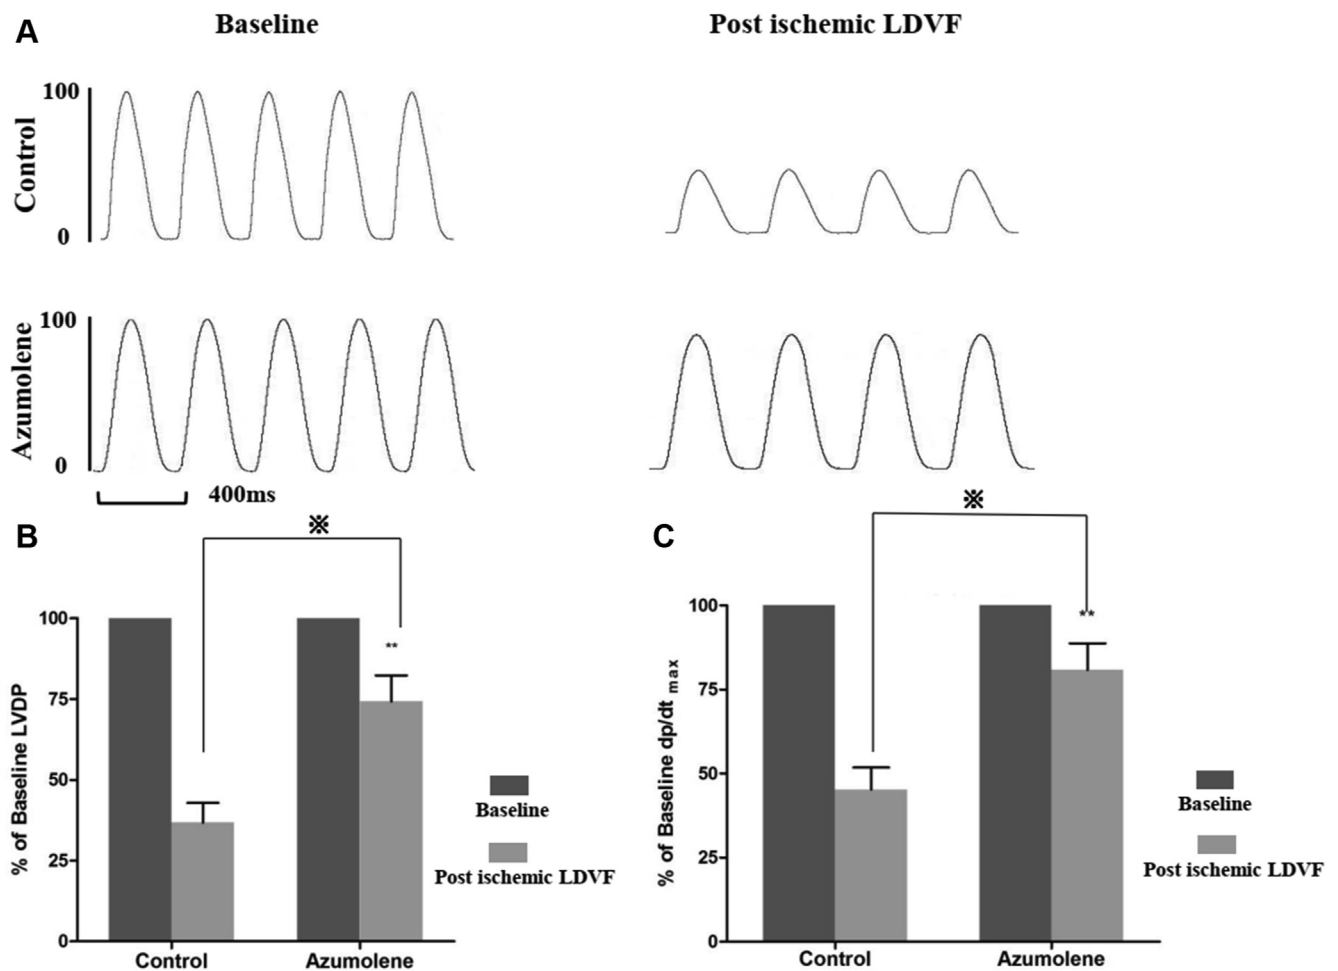 A
Baseline
Post ischemic LDVF
Control
100
0
Azumolene
100
0
400ms
B
※
% of Baseline LVDP
100
75
50
25
0
**
Control
Azumolene
Baseline
Post ischemic LDVF
C
※
% of Baseline dp/dt max
100
75
50
25
0
**
Control
Azumolene
Baseline
Post ischemic LDVF